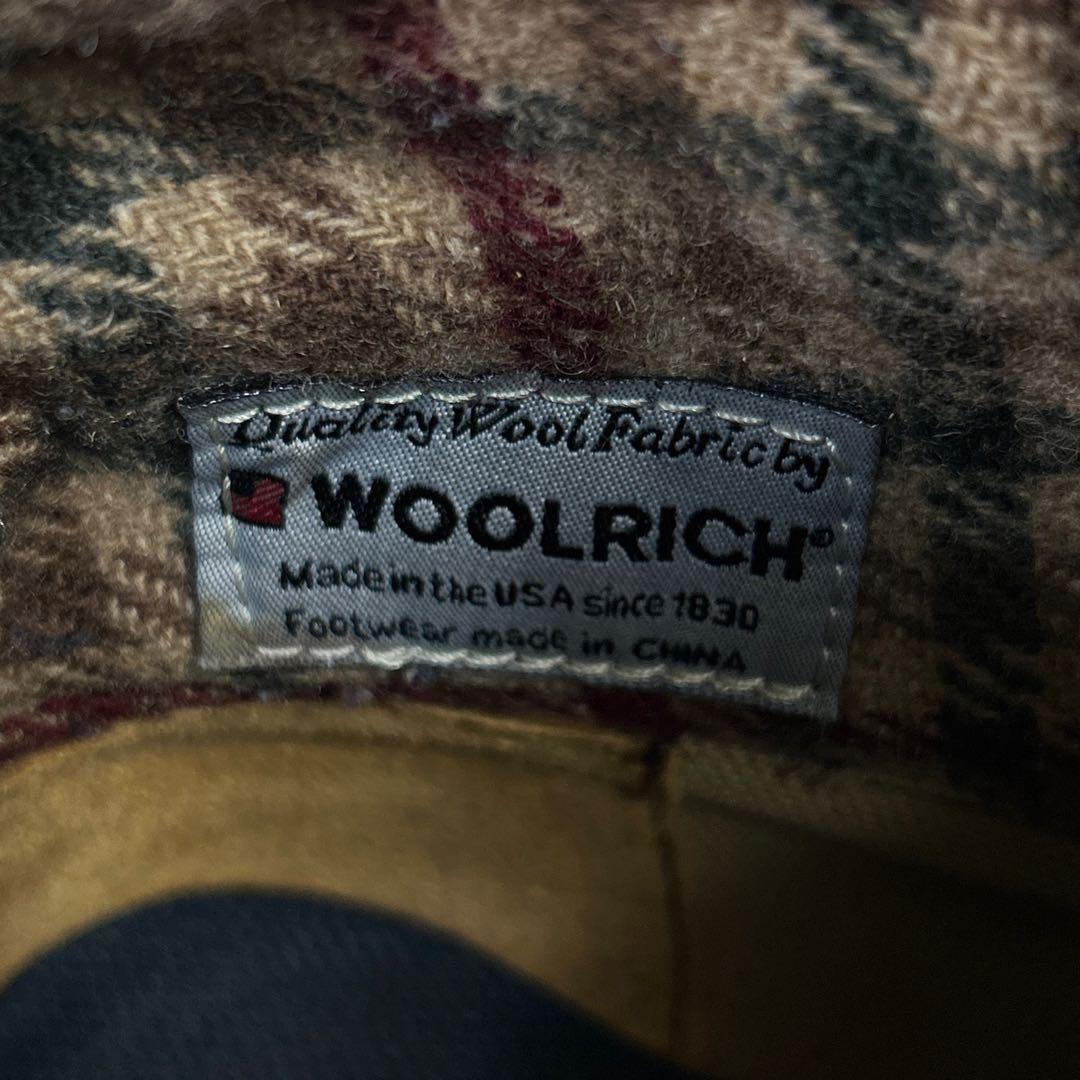 Quality Wool Fabric by
WOOLRICH®
Made in the USA since 1830
Footwear made in CHINA